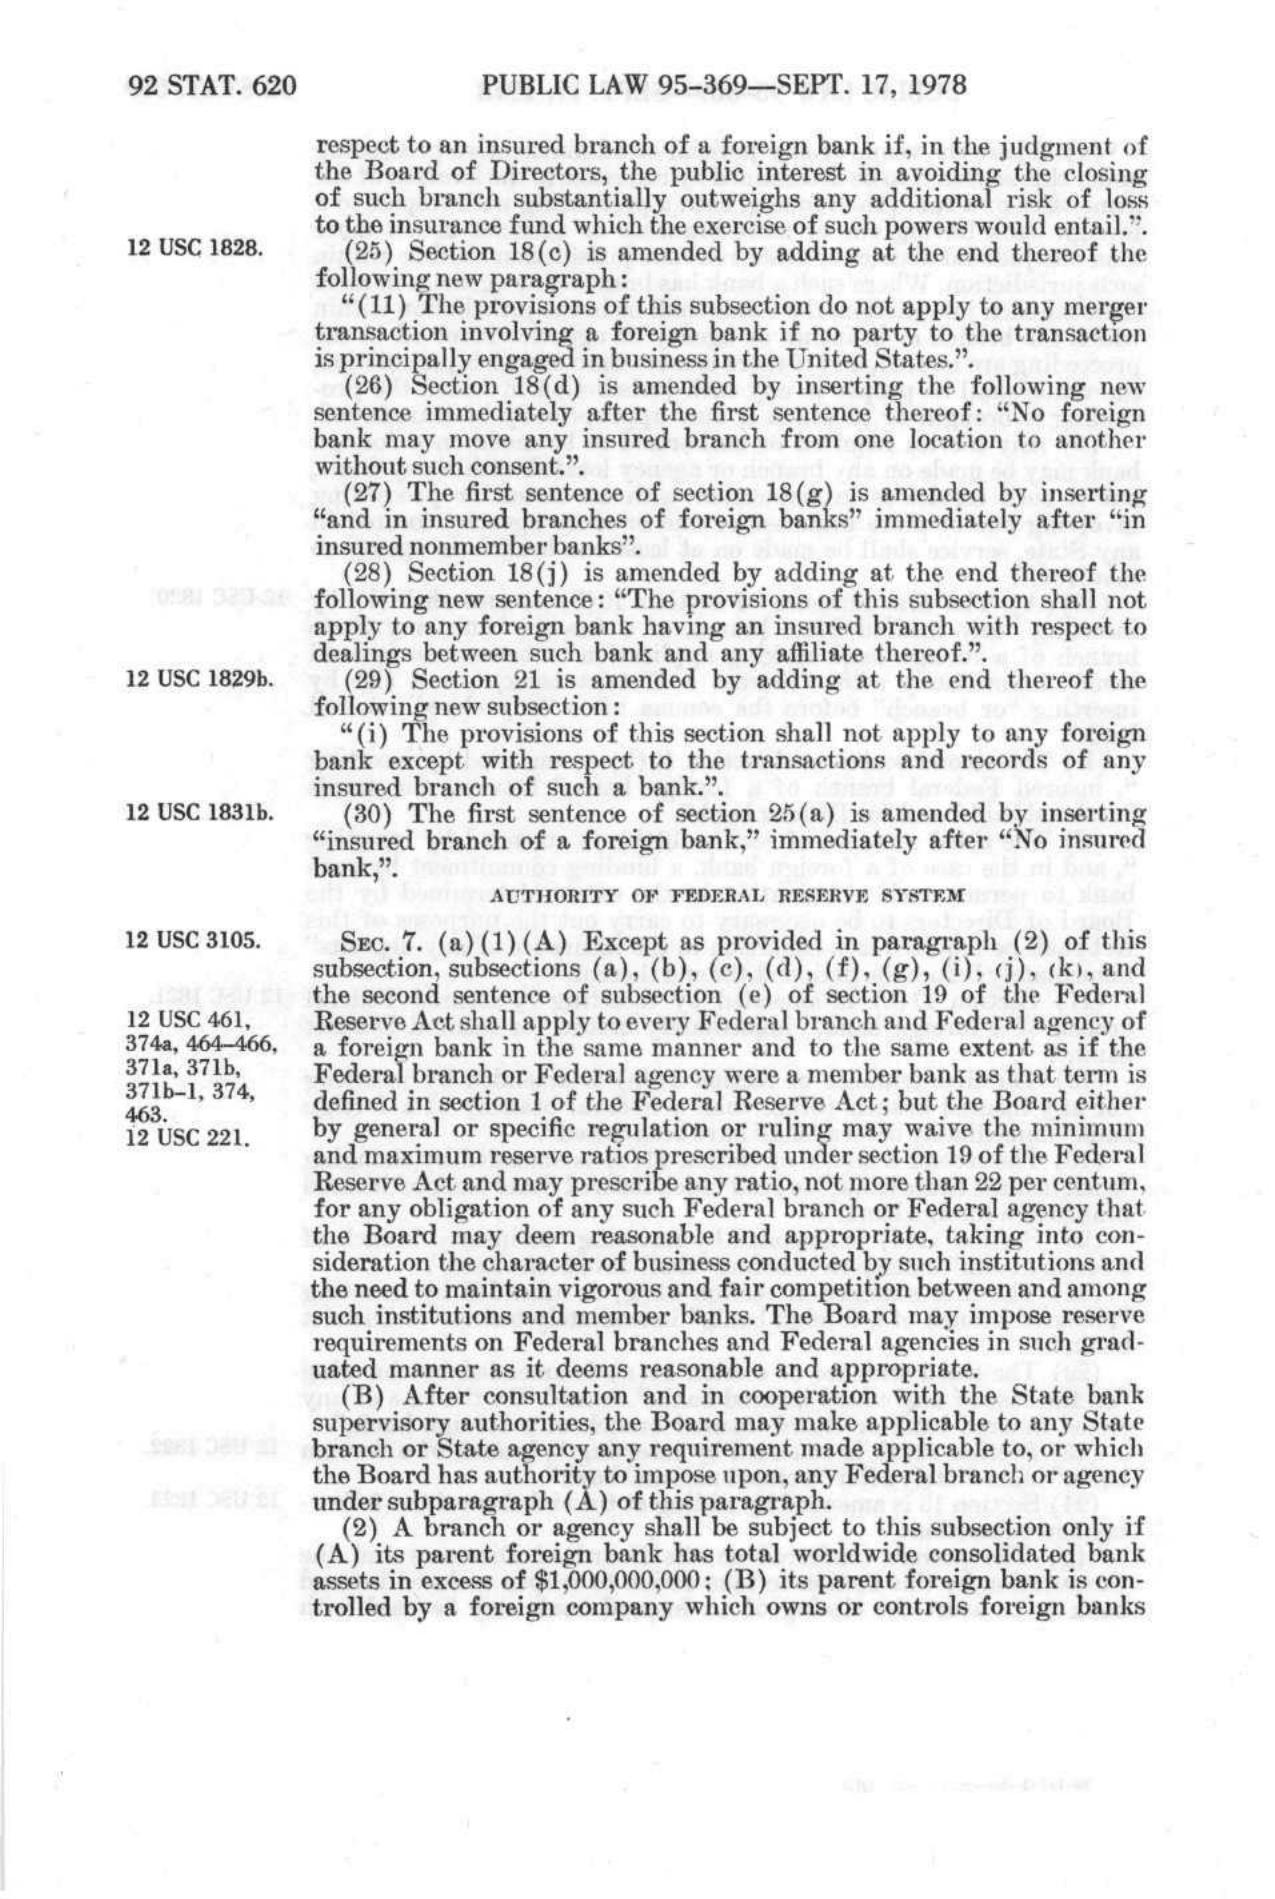 92 STAT. 620
PUBLIC LAW 95-369—SEPT. 17, 1978
respect to an insured branch of a foreign bank if, in the judgment of
the Board of Directors, the public interest in avoiding the closing
of such branch substantially outweighs any additional risk of loss
to the insurance fund which the exercise of such powers would entail.".
12 USC 1828.
(25) Section 18(c) is amended by adding at the end thereof the
following new paragraph:
"(11) The provisions of this subsection do not apply to any merger
transaction involving a foreign bank if no party to the transaction
is principally engaged in business in the United States.".
(26) Section 18(d) is amended by inserting the following new
sentence immediately after the first sentence thereof: "No foreign
bank may move any insured branch from one location to another
without such consent.".
(27) The first sentence of section 18(g) is amended by inserting
"and in insured branches of foreign banks" immediately after "in
insured nonmember banks".
(28) Section 18(j) is amended by adding at the end thereof the
following new sentence: "The provisions of this subsection shall not
apply to any foreign bank having an insured branch with respect to
dealings between such bank and any affiliate thereof.".
12 USC 1829b.
(29) Section 21 is amended by adding at the end thereof the
following new subsection:
"(i) The provisions of this section shall not apply to any foreign
bank except with respect to the transactions and records of any
insured branch of such a bank.".
12 USC 1831b.
(30) The first sentence of section 25(a) is amended by inserting
"insured branch of a foreign bank," immediately after "No insured
bank,".
AUTHORITY OF FEDERAL RESERVE SYSTEM
12 USC 3105.
SEC. 7. (a)(1)(A) Except as provided in paragraph (2) of this
subsection, subsections (a), (b), (c), (d), (f), (g), (i), (j), (k), and
the second sentence of subsection (e) of section 19 of the Federal
12 USC 461,
374a, 464-466,
371a, 371b,
371b-1, 374,
463.
12 USC 221.
Reserve Act shall apply to every Federal branch and Federal agency of
a foreign bank in the same manner and to the same extent as if the
Federal branch or Federal agency were a member bank as that term is
defined in section 1 of the Federal Reserve Act; but the Board either
by general or specific regulation or ruling may waive the minimum
and maximum reserve ratios prescribed under section 19 of the Federal
Reserve Act and may prescribe any ratio, not more than 22 per centum,
for any obligation of any such Federal branch or Federal agency that
the Board may deem reasonable and appropriate, taking into con-
sideration the character of business conducted by such institutions and
the need to maintain vigorous and fair competition between and among
such institutions and member banks. The Board may impose reserve
requirements on Federal branches and Federal agencies in such grad-
uated manner as it deems reasonable and appropriate.
(B) After consultation and in cooperation with the State bank
supervisory authorities, the Board may make applicable to any State
branch or State agency any requirement made applicable to, or which
the Board has authority to impose upon, any Federal branch or agency
under subparagraph (A) of this paragraph.
(2) A branch or agency shall be subject to this subsection only if
(A) its parent foreign bank has total worldwide consolidated bank
assets in excess of $1,000,000,000; (B) its parent foreign bank is con-
trolled by a foreign company which owns or controls foreign banks